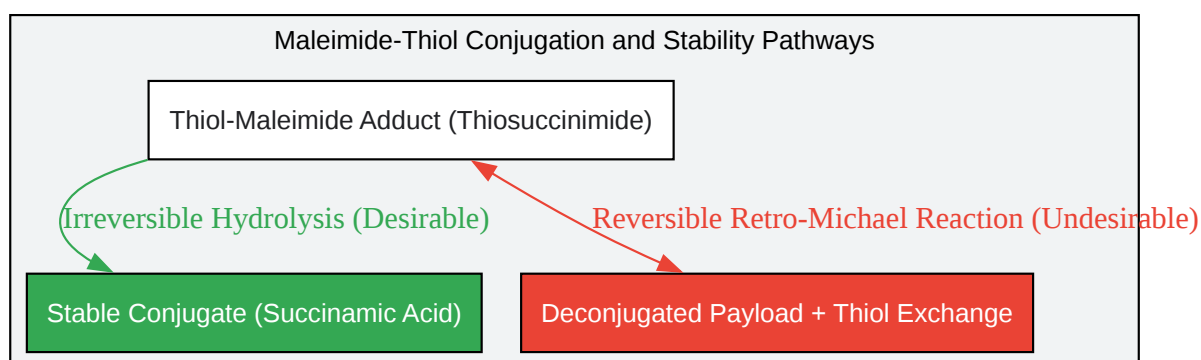 Maleimide-Thiol Conjugation and Stability Pathways
Thiol-Maleimide Adduct (Thiosuccinimide)
Irreversible Hydrolysis (Desirable)
Reversible Retro-Michael Reaction (Undesirable)
Stable Conjugate (Succinamic Acid)
Deconjugated Payload + Thiol Exchange